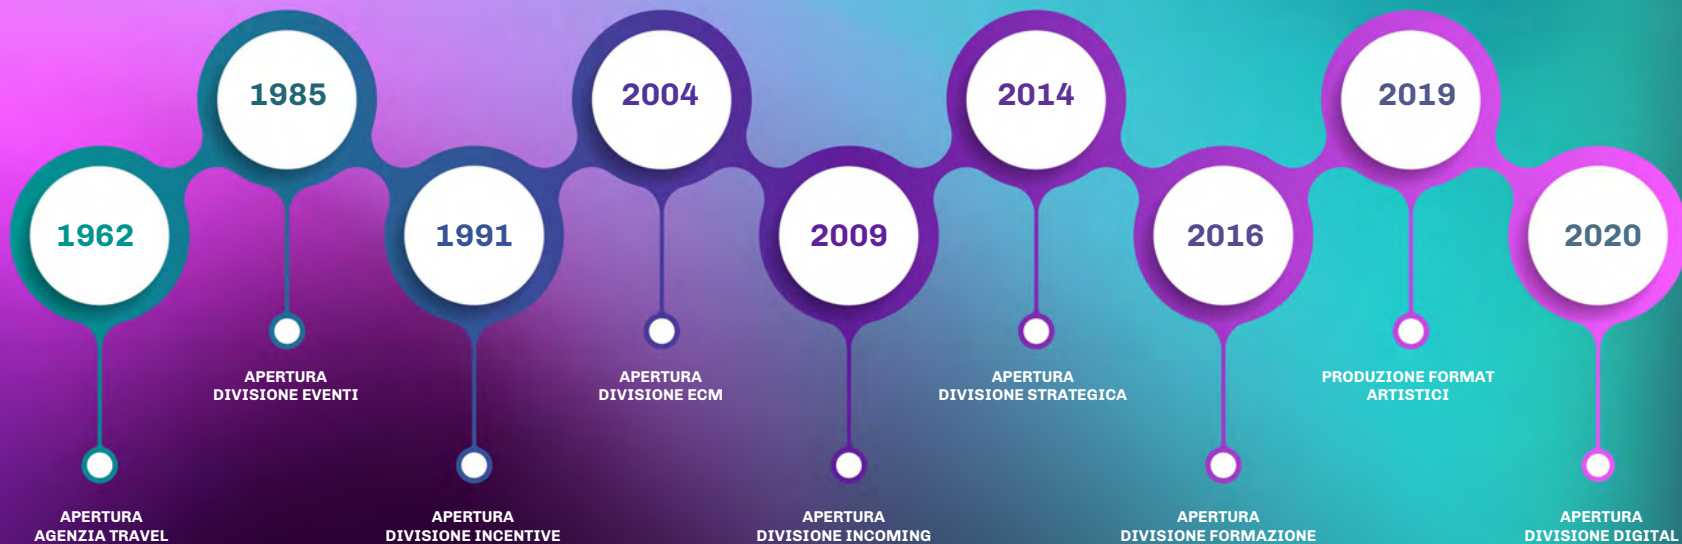 1962
APERTURA
AGENZIA TRAVEL
1985
APERTURA
DIVISIONE EVENTI
1991
APERTURA
DIVISIONE INCENTIVE
2004
APERTURA
DIVISIONE ECM
2009
APERTURA
DIVISIONE INCOMING
2014
APERTURA
DIVISIONE STRATEGICA
2016
APERTURA
DIVISIONE FORMAZIONE
2019
PRODUZIONE FORMAT
ARTISTICI
2020
APERTURA
DIVISIONE DIGITAL